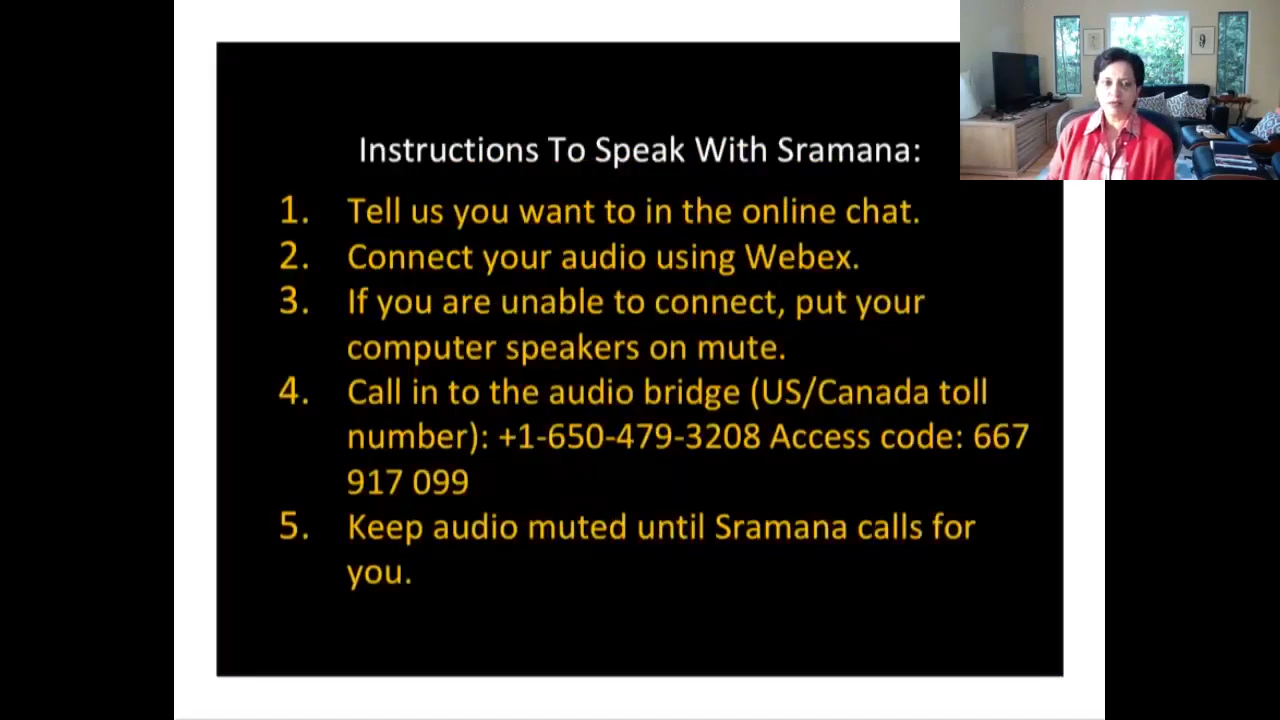 Instructions To Speak With Sramana:
1. Tell us you want to in the online chat.
2. Connect your audio using Webex.
3. If you are unable to connect, put your
computer speakers on mute.
4. Call in to the audio bridge (US/Canada toll
number): +1-650-479-3208 Access code: 667
917 099
5. Keep audio muted until Sramana calls for
you.